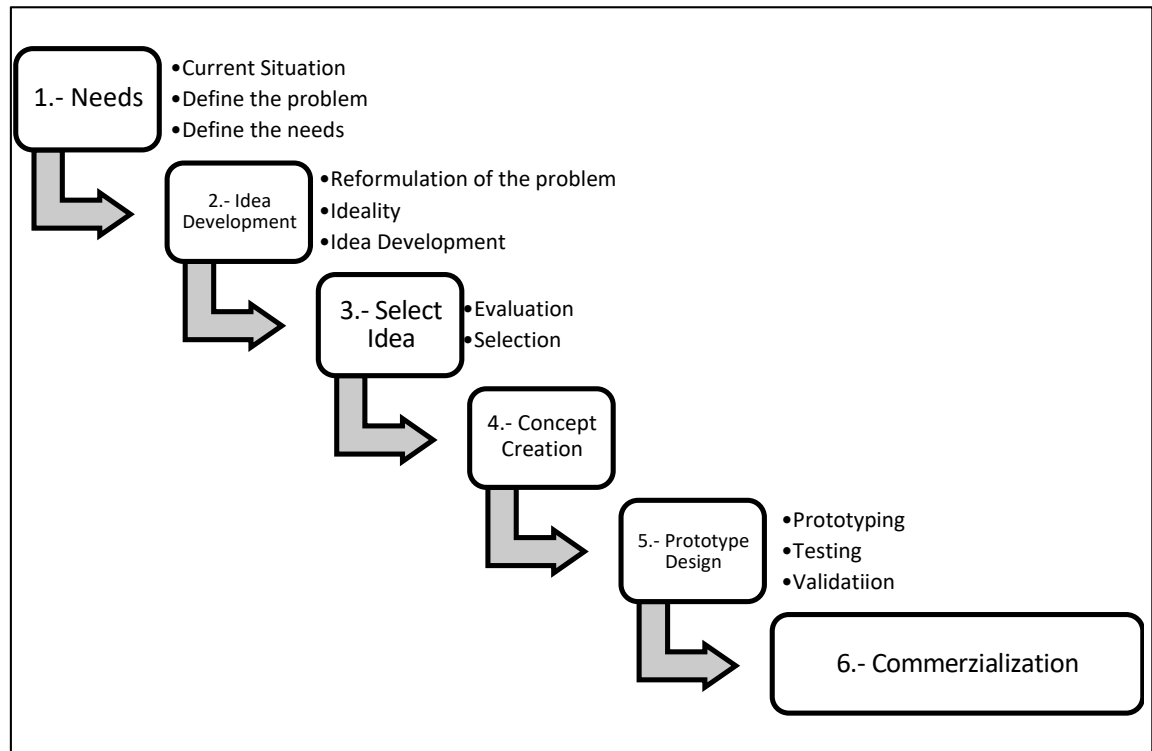 1.- Needs
•Current Situation
•Define the problem
•Define the needs
2.- Idea
Development
•Reformulation of the problem
•Ideality
•Idea Development
3.- Select
Idea
•Evaluation
•Selection
4.- Concept
Creation
5.- Prototype
Design
•Prototyping
•Testing
•Validatiion
6.- Commerzialization